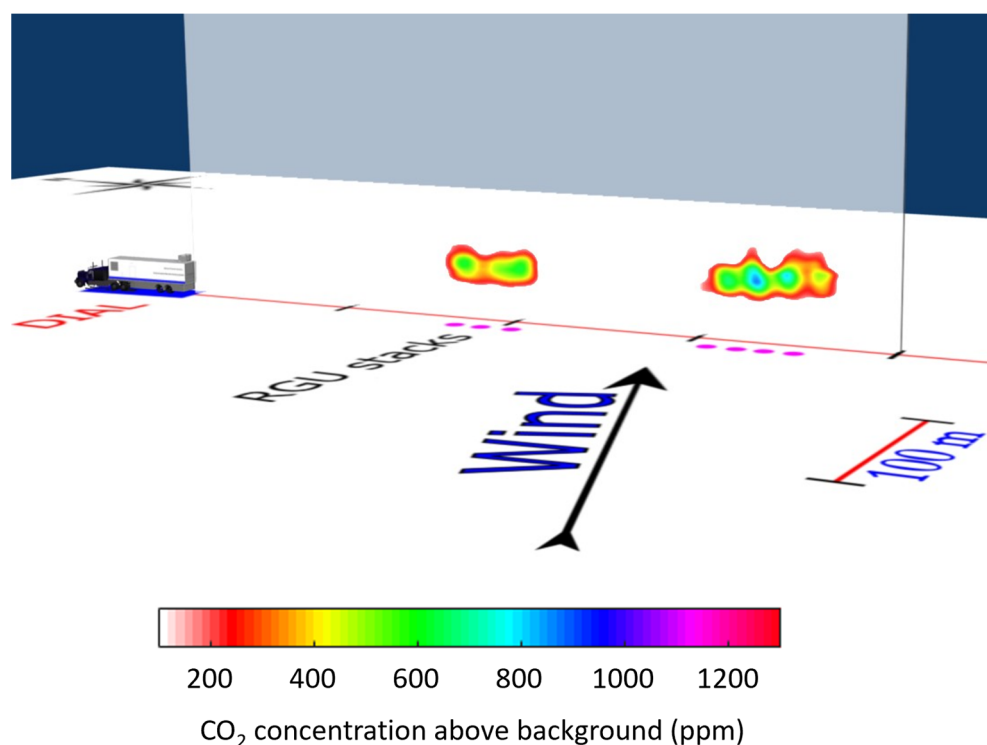 DIAL
RGU stacks
Wind
100 m
200 400 600 800 1000 1200
CO₂ concentration above background (ppm)